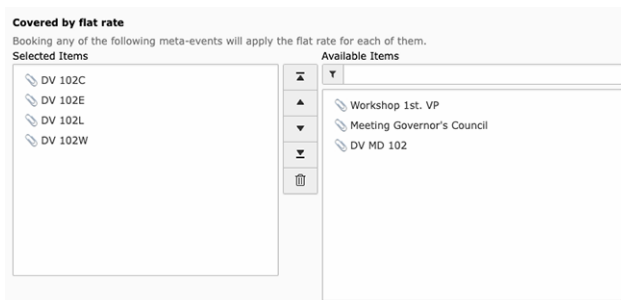 Covered by flat rate
Booking any of the following meta-events will apply the flat rate for each of them.
Selected Items
Available Items
DV 102C
DV 102E
DV 102L
DV 102W
Workshop 1st. VP
Meeting Governor's Council
DV MD 102